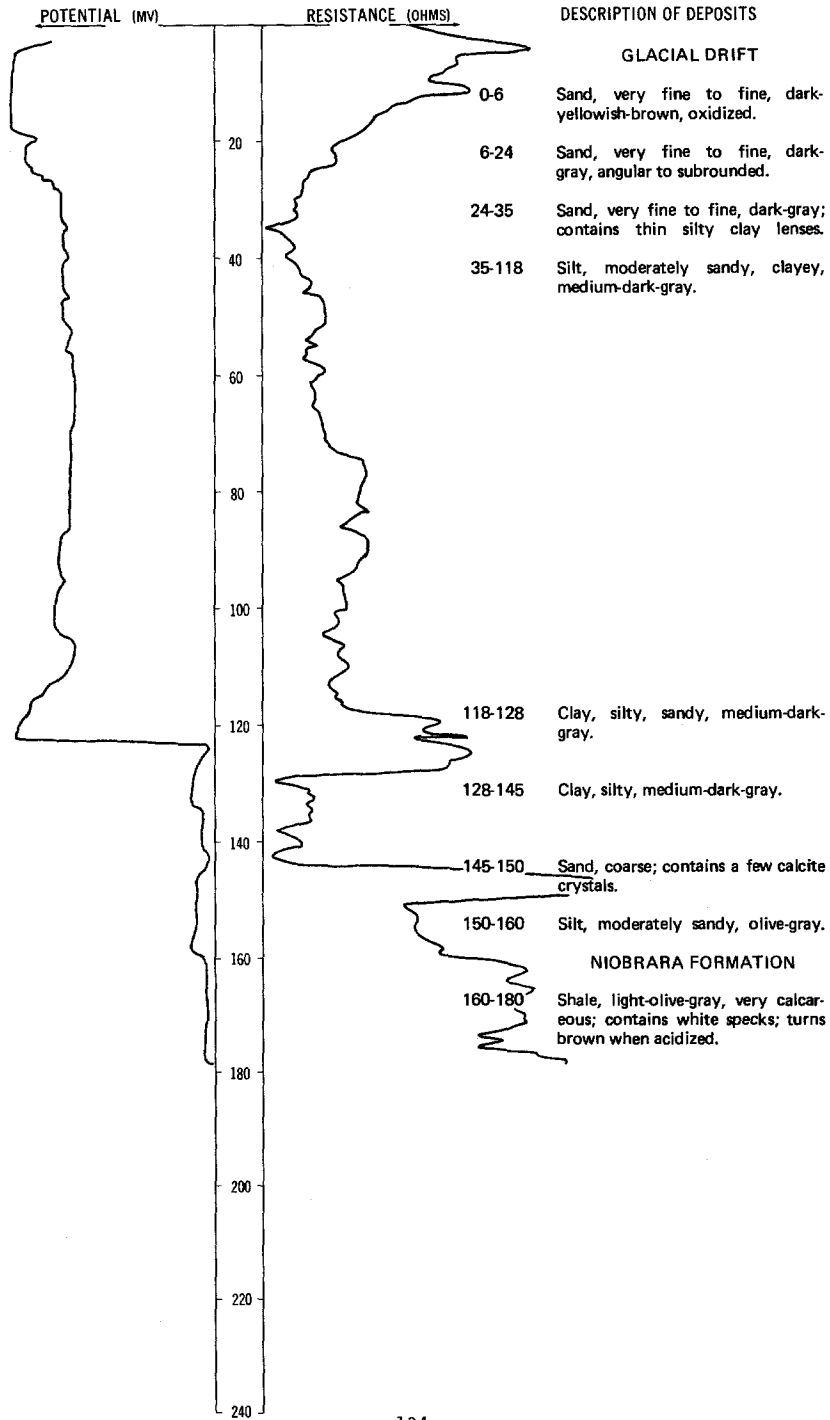 POTENTIAL (MV) RESISTANCE (OHMS) DESCRIPTION OF DEPOSITS
GLACIAL DRIFT
0-6 Sand, very fine to fine, dark-
yellowish-brown, oxidized.
20
6-24 Sand, very fine to fine, dark-
gray, angular to subrounded.
24-35 Sand, very fine to fine, dark-gray;
contains thin silty clay lenses.
40
35-118 Silt, moderately sandy, clayey,
medium-dark-gray.
60
80
100
118-128 Clay, silty, sandy, medium-dark-
gray.
120
128-145 Clay, silty, medium-dark-gray.
140
145-150 Sand, coarse; contains a few calcite
crystals.
150-160 Silt, moderately sandy, olive-gray.
160
NIOBRARA FORMATION
160-180 Shale, light-olive-gray, very calcar-
eous; contains white specks; turns
brown when acidized.
180
200
220
240